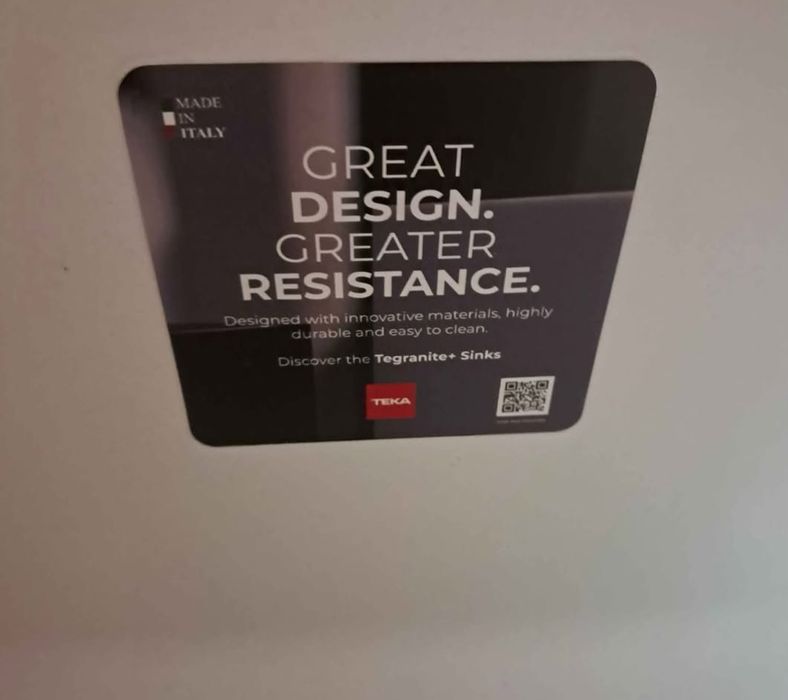 MADE
IN
ITALY
GREAT
DESIGN.
GREATER
RESISTANCE.
Designed with innovative materials, highly
durable and easy to clean.
Discover the Tegranite+ Sinks
TEKA